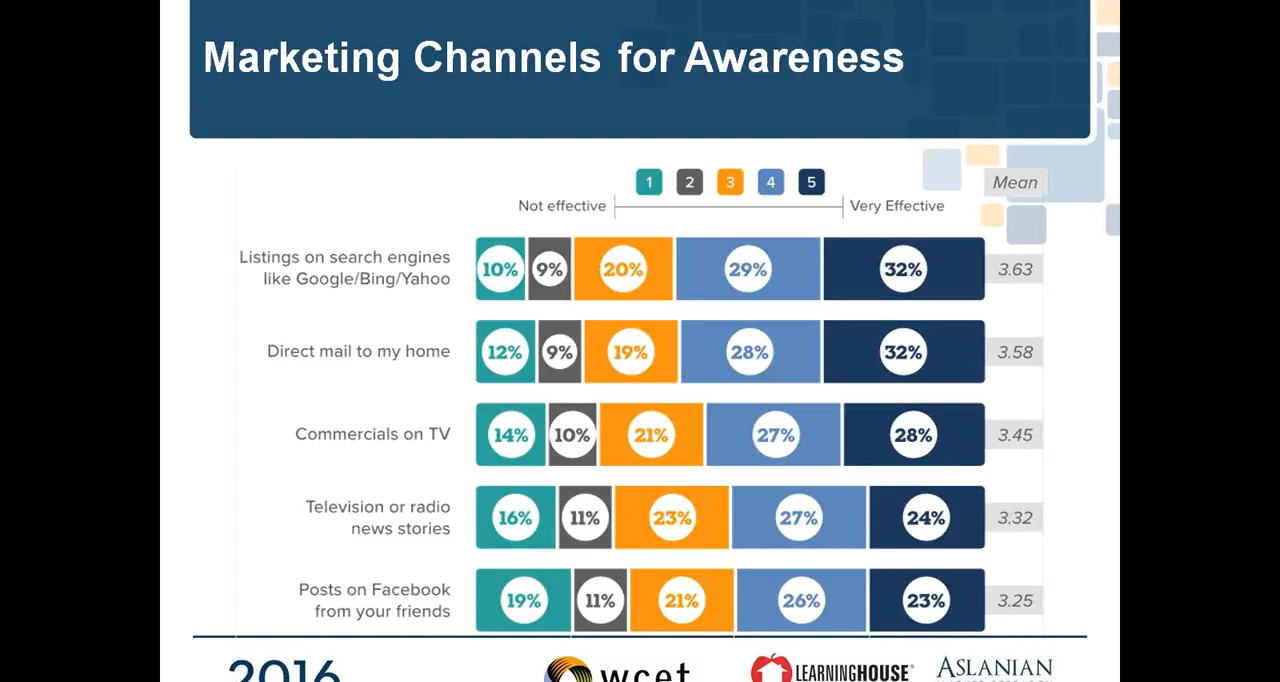 Marketing Channels for Awareness
1 2 3 4 5 Mean
Not effective Very Effective
Listings on search engines
like Google/Bing/Yahoo
10% 9% 20% 29% 32% 3.63
Direct mail to my home
12% 9% 19% 28% 32% 3.58
Commercials on TV
14% 10% 21% 27% 28% 3.45
Television or radio
news stories
16% 11% 23% 27% 24% 3.32
Posts on Facebook
from your friends
19% 11% 21% 26% 23% 3.25
2016 wcet LEARNINGHOUSE® ASLANIAN